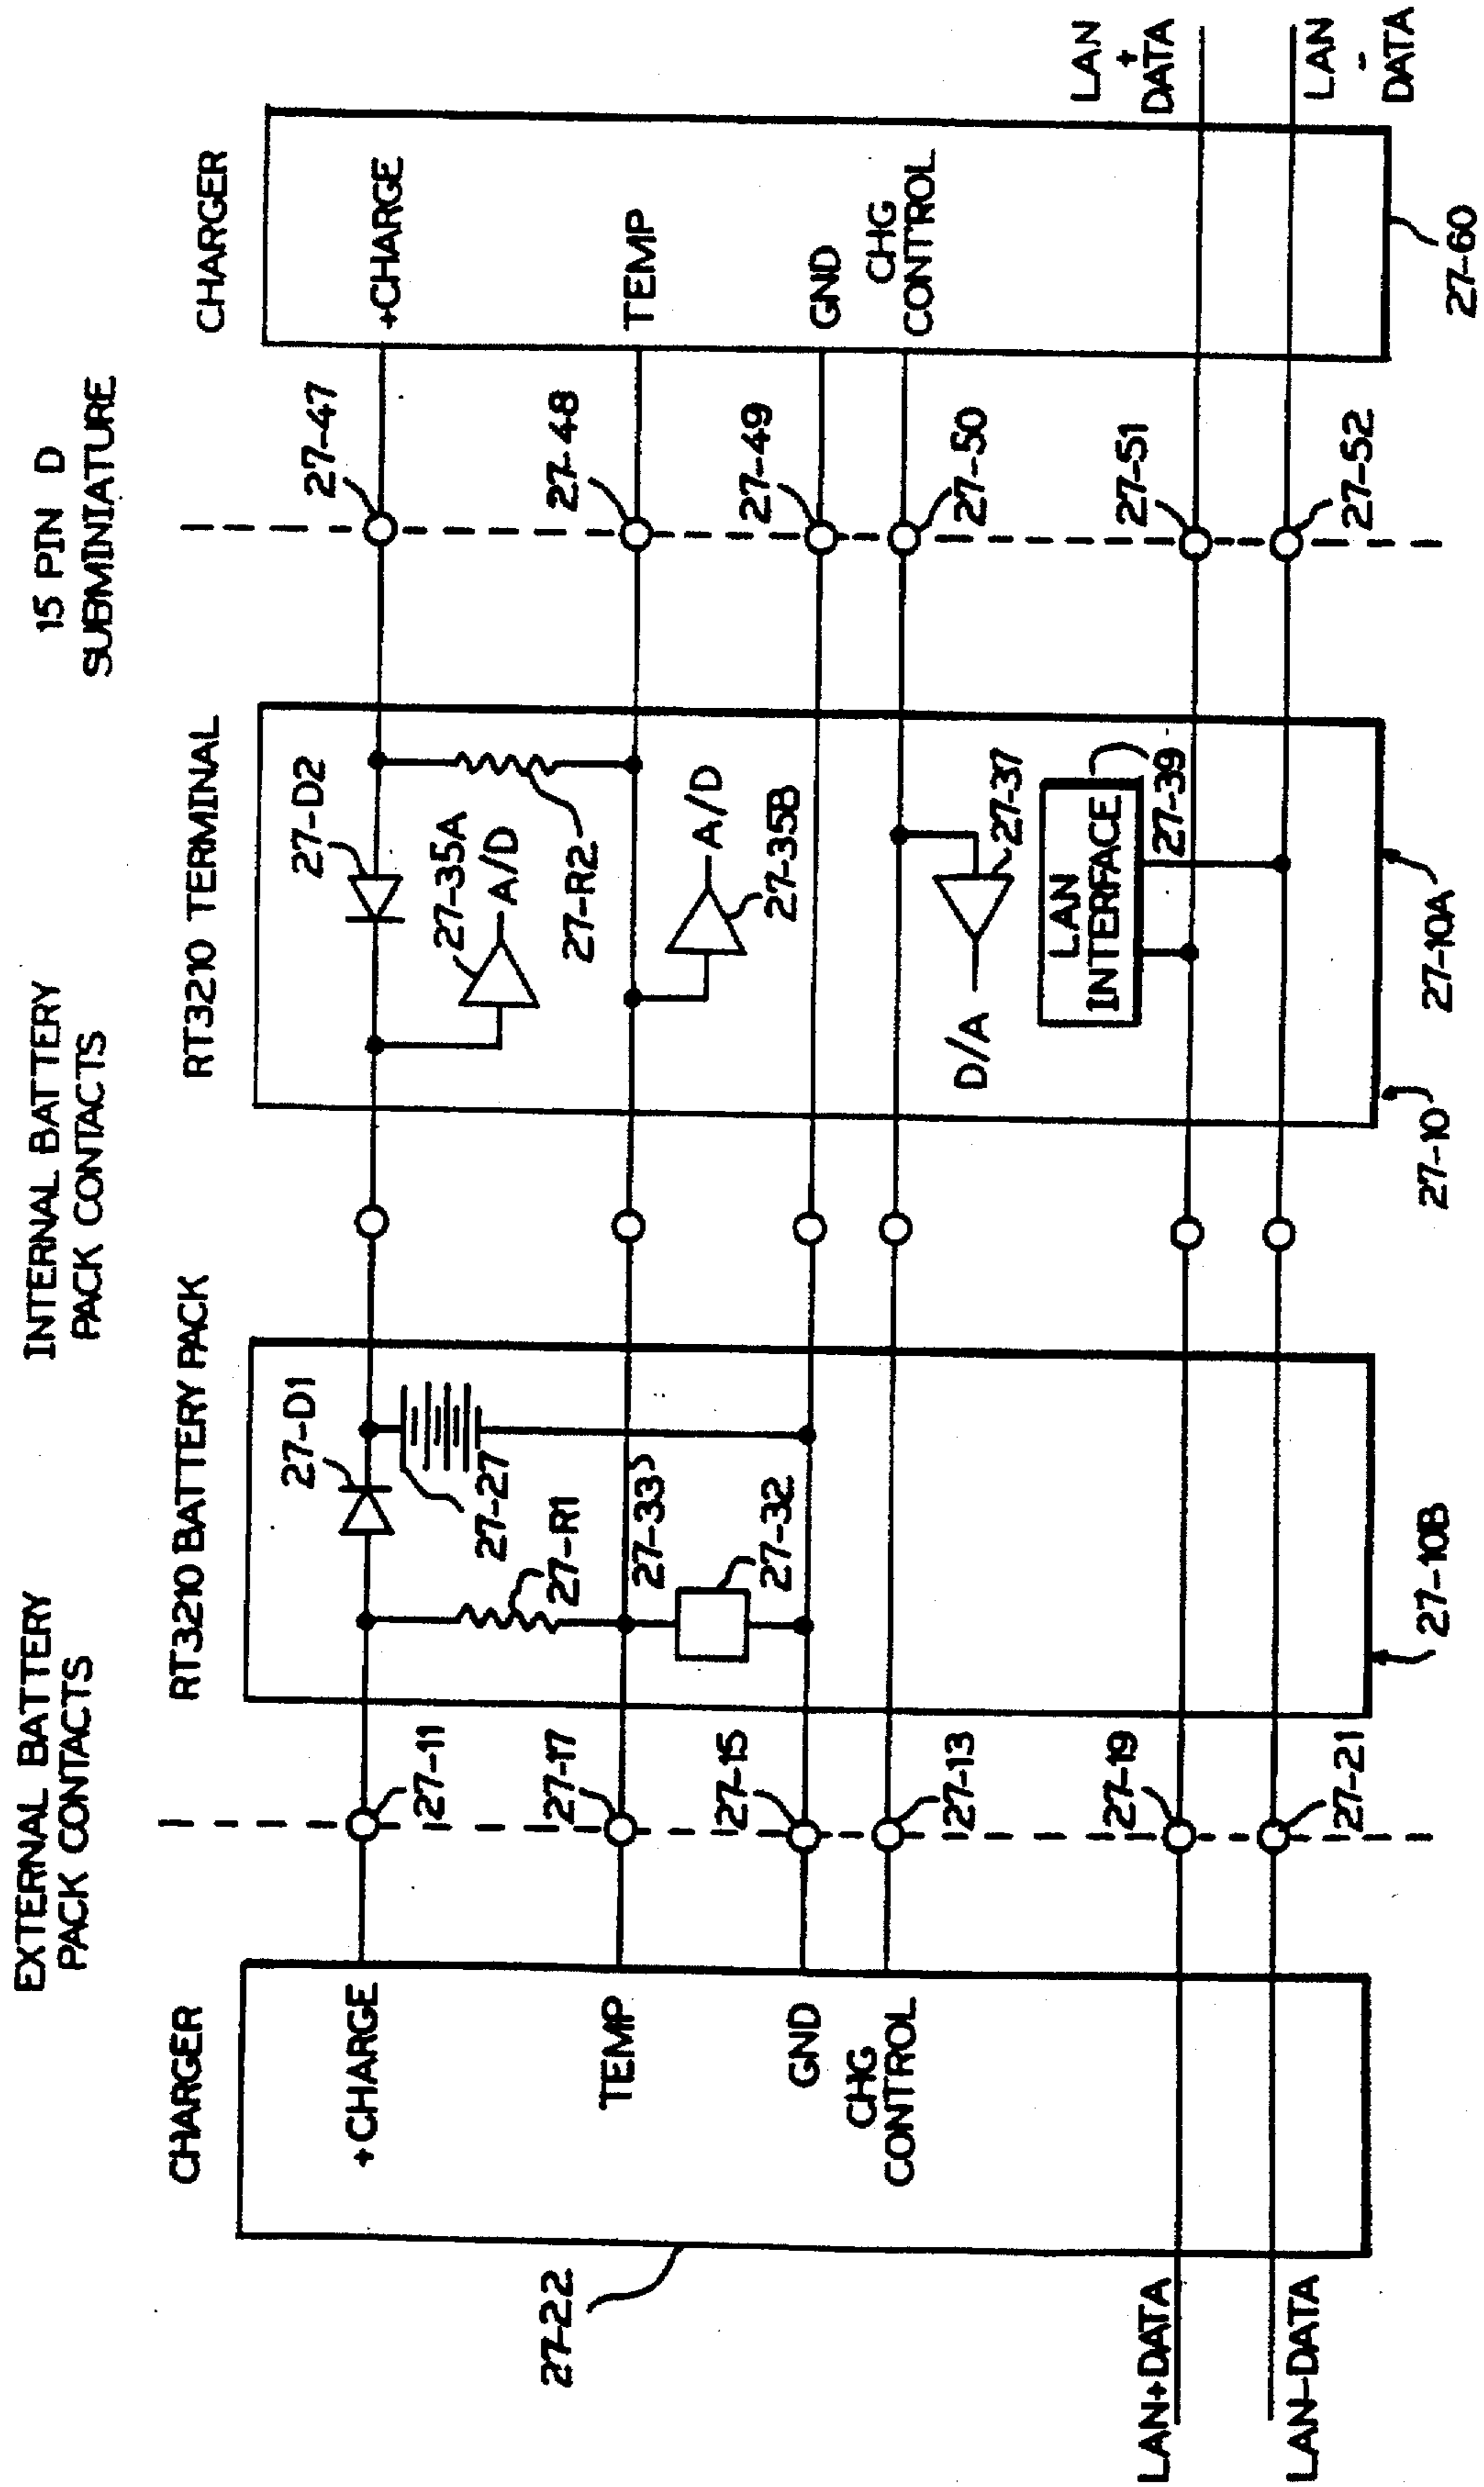 EXTERNAL BATTERY
PACK CONTACTS
INTERNAL BATTERY
PACK CONTACTS
15 PIN D
SUBMINIATURE
CHARGER
RT3210 BATTERY PACK
RT3210 TERMINAL
CHARGER
27-22
+CHARGE
TEMP
GND
CHG
CONTROL
LAN+DATA
LAN-DATA
27-11
27-17
27-15
27-13
27-19
27-21
27-D1
27-27
27-R1
27-33
27-32
27-10B
27-D2
27-35A
A/D
27-R2
A/D
27-35B
D/A
27-37
LAN
INTERFACE
27-39
27-10
27-10A
27-47
27-48
27-49
27-50
27-51
27-52
+CHARGE
TEMP
GND
CHG
CONTROL
27-60
LAN
+
DATA
LAN
-
DATA